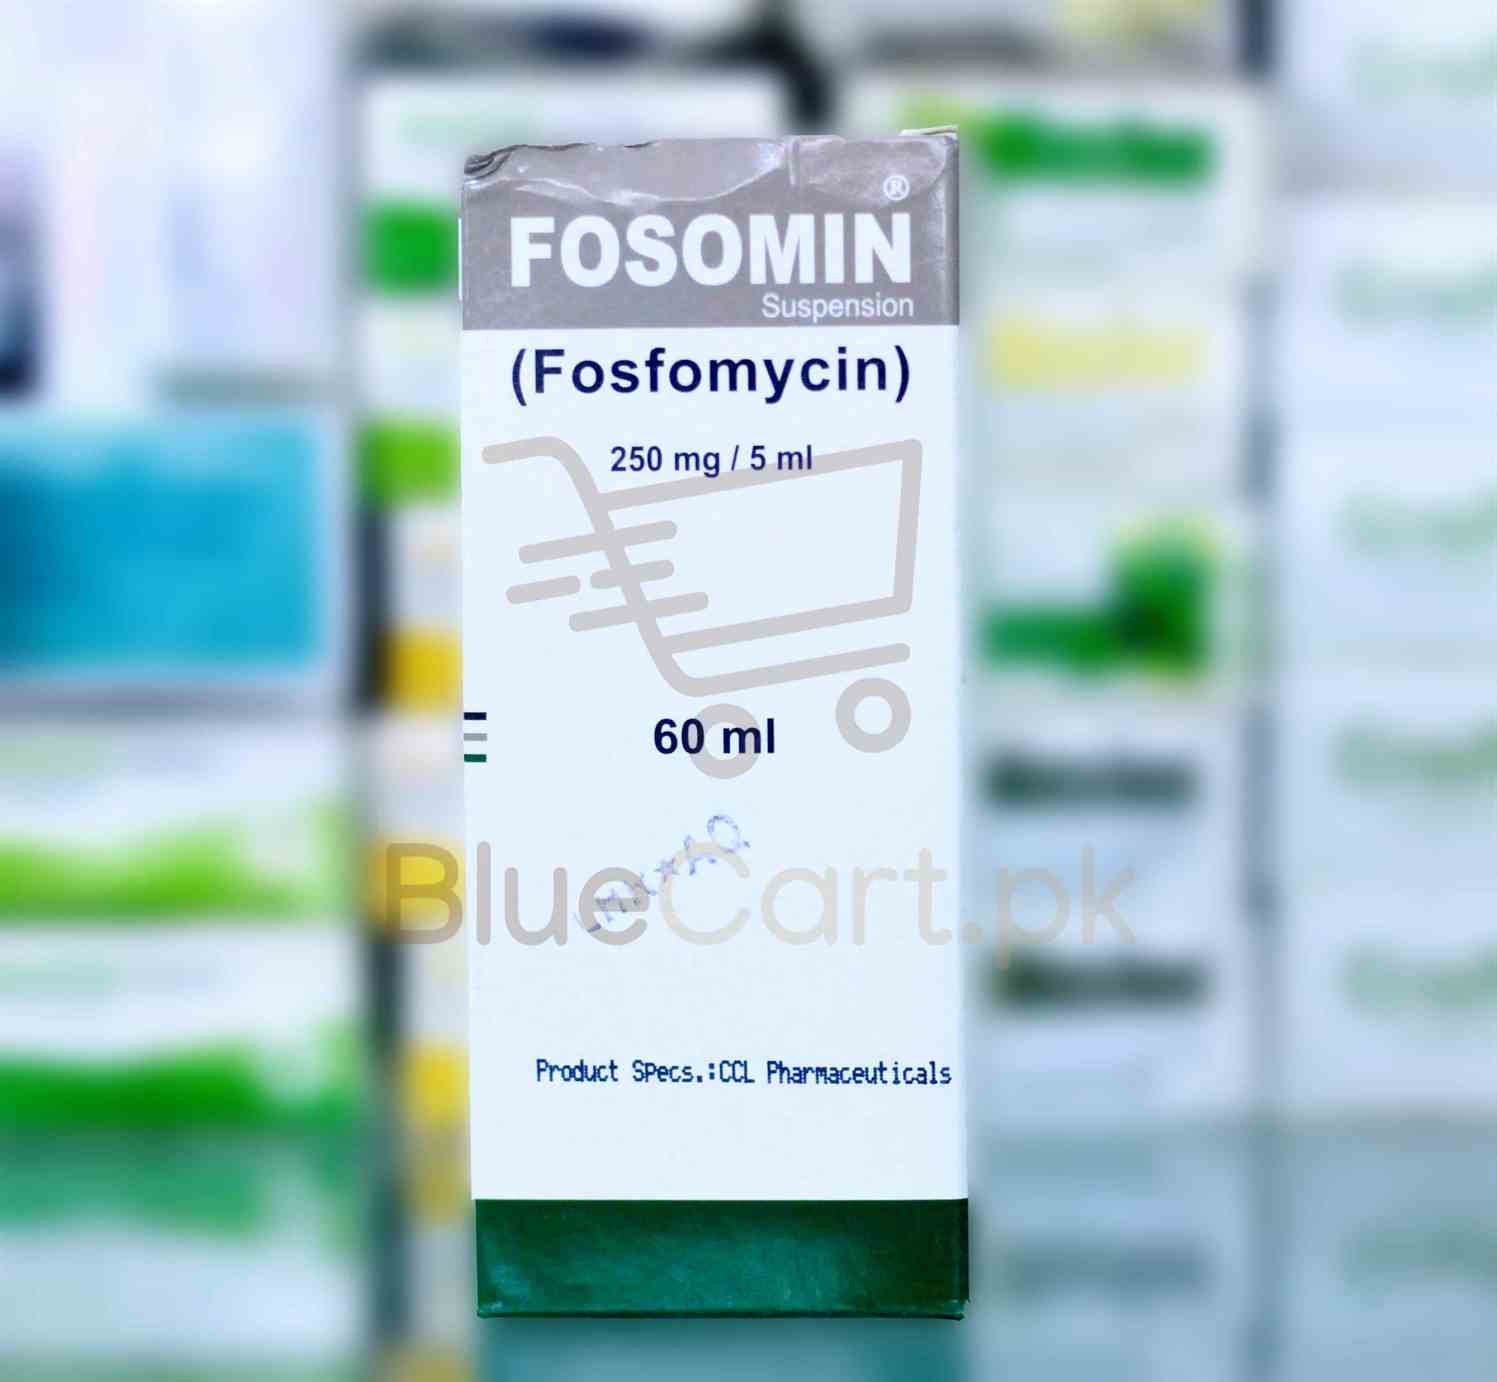 FOSOMIN®
Suspension
(Fosfomycin)
250 mg / 5 ml
60 ml
BlueCart.pk
Product Specs.:CCL Pharmaceuticals